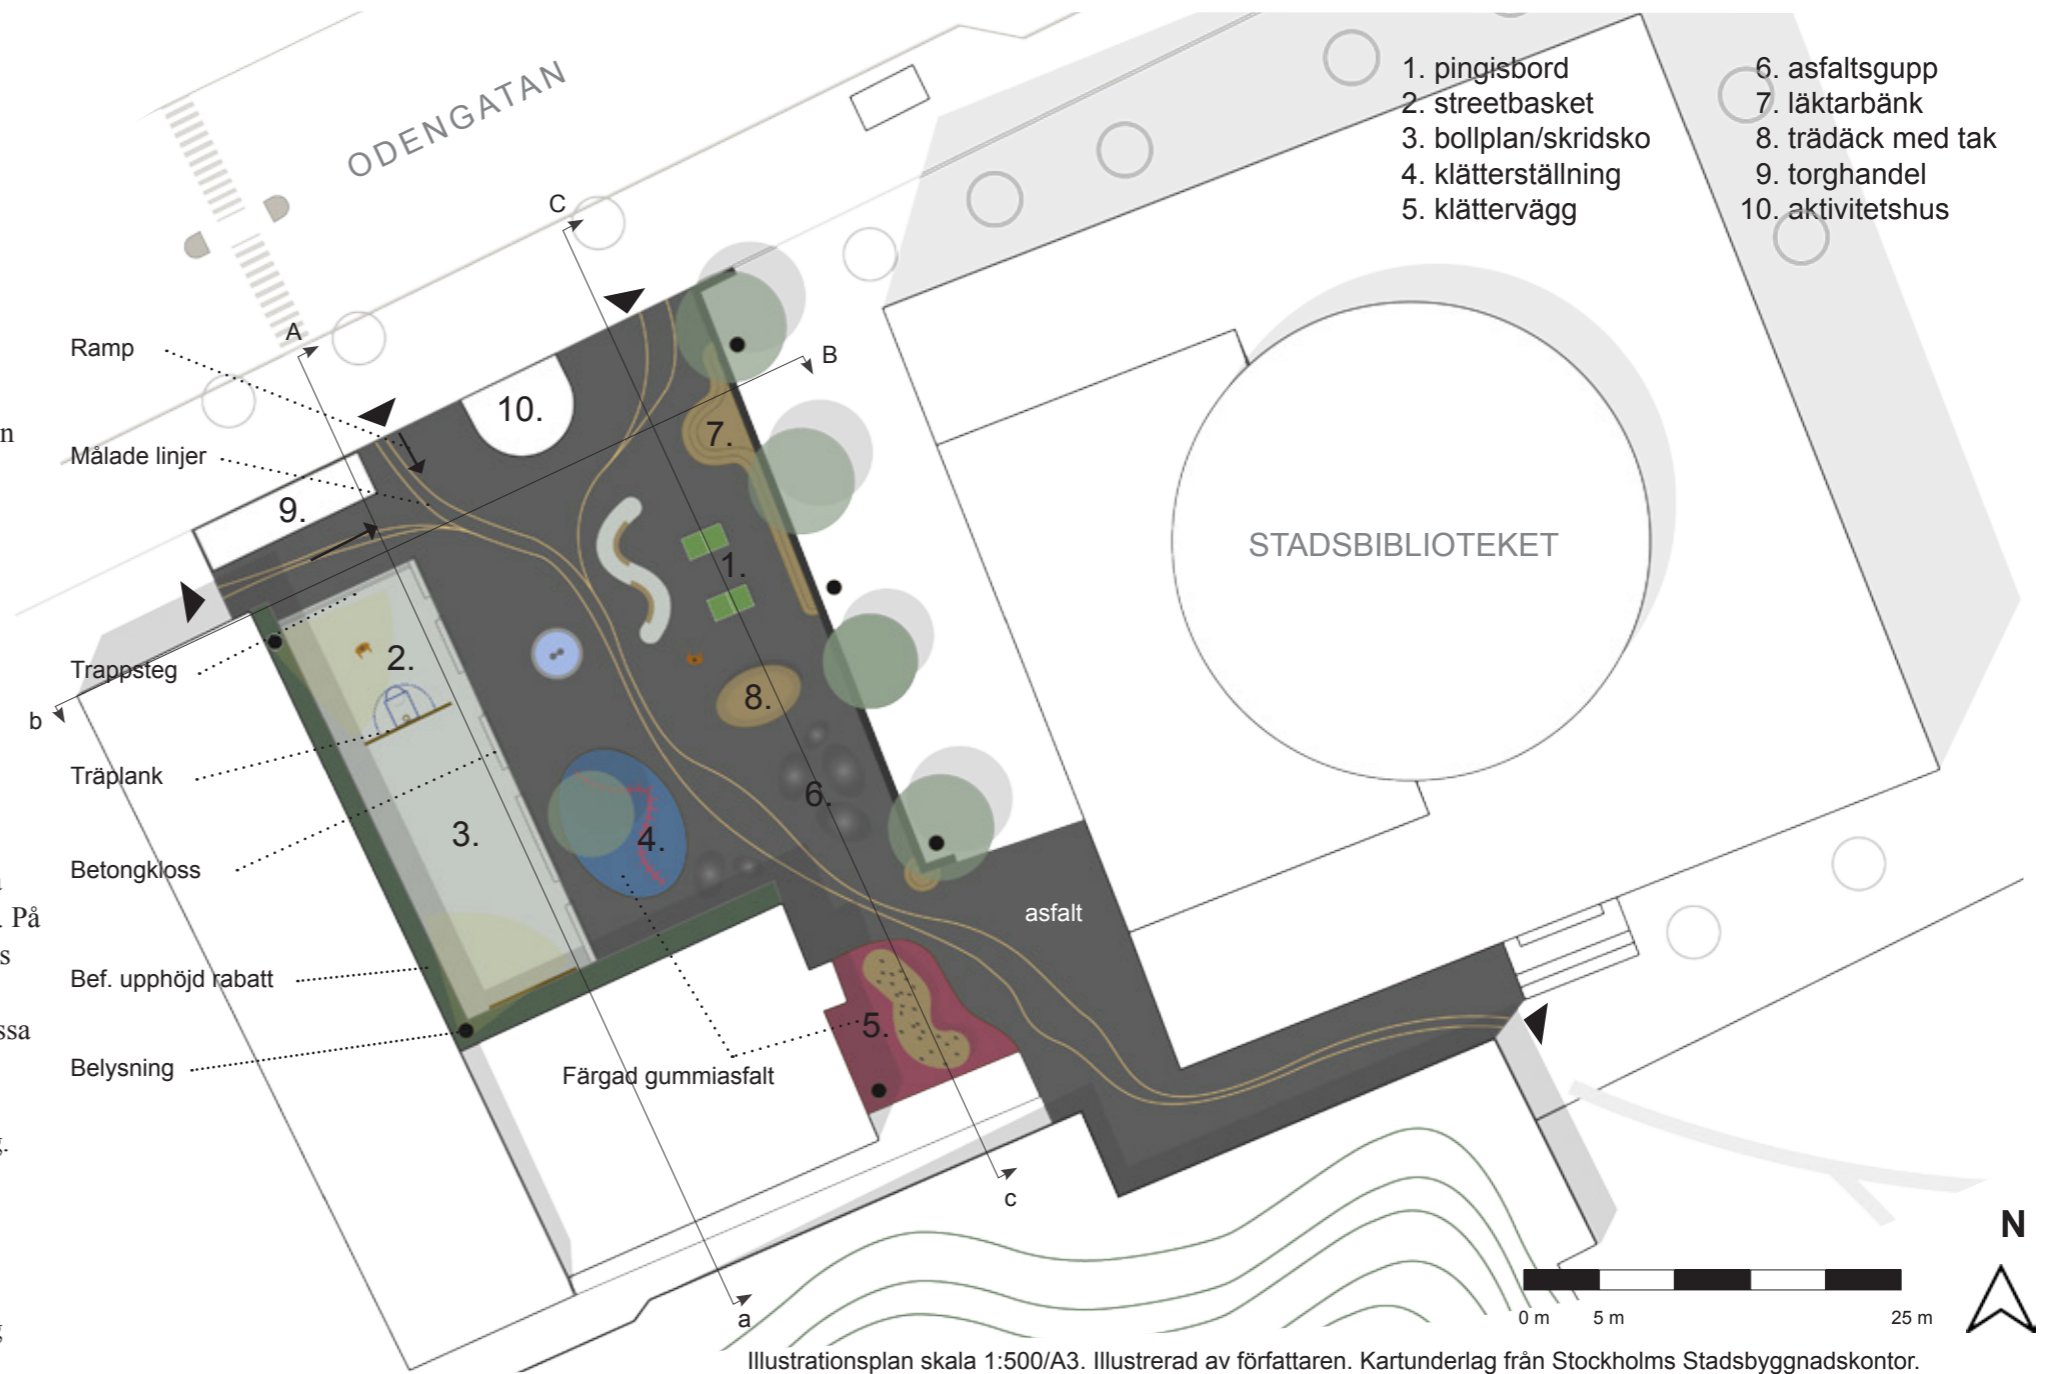 ODENGATAN
1. pingisbord
2. streetbasket
3. bollplan/skridsko
4. klätterställning
5. klättervägg
6. asfaltsgupp
7. läktarbänk
8. trädäck med tak
9. torghandel
10. aktivitetshus
C
A
B
Ramp
10.
n
7.
Målade linjer
9.
STADSBIBLIOTEKET
1.
2.
Trappsteg
8.
b
Träplank
6.
3.
4.
Betongkloss
. På
asfalt
s
Bef. upphöjd rabatt
5.
ssa
Belysning
Färgad gummiasfalt
g.
c
N
a
0 m
5 m
25 m
g
Illustrationsplan skala 1:500/A3. Illustrerad av författaren. Kartunderlag från Stockholms Stadsbyggnadskontor.